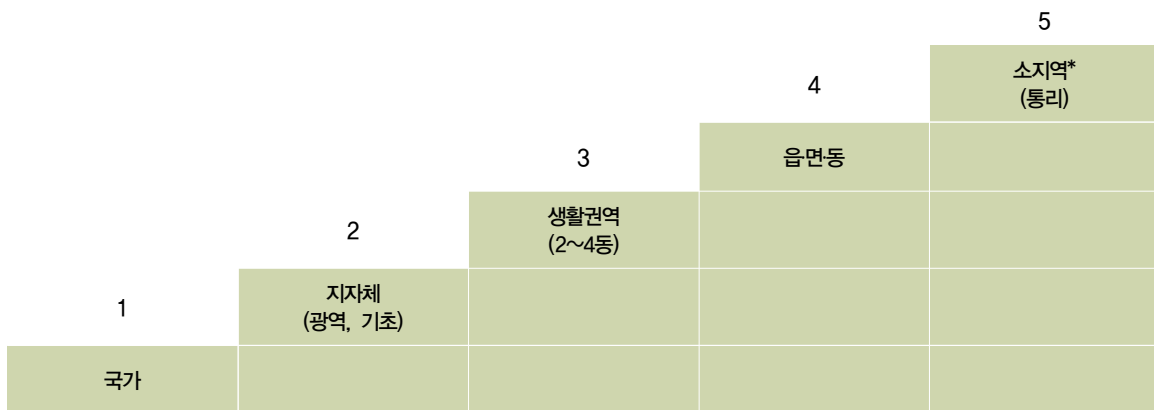 5
소지역*
(통리)
4
읍·면·동
3
생활권역
(2~4동)
2
지자체
(광역, 기초)
1
국가